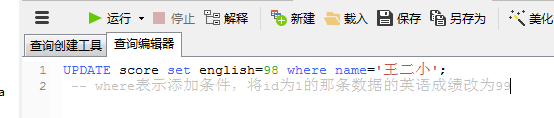 运行 停止 解释 新建 载入 保存 另存为 美化
查询创建工具 查询编辑器
1 UPDATE score set english=98 where name='王二小';
a
2 -- where表示添加条件，将id为1的那条数据的英语成绩改为99